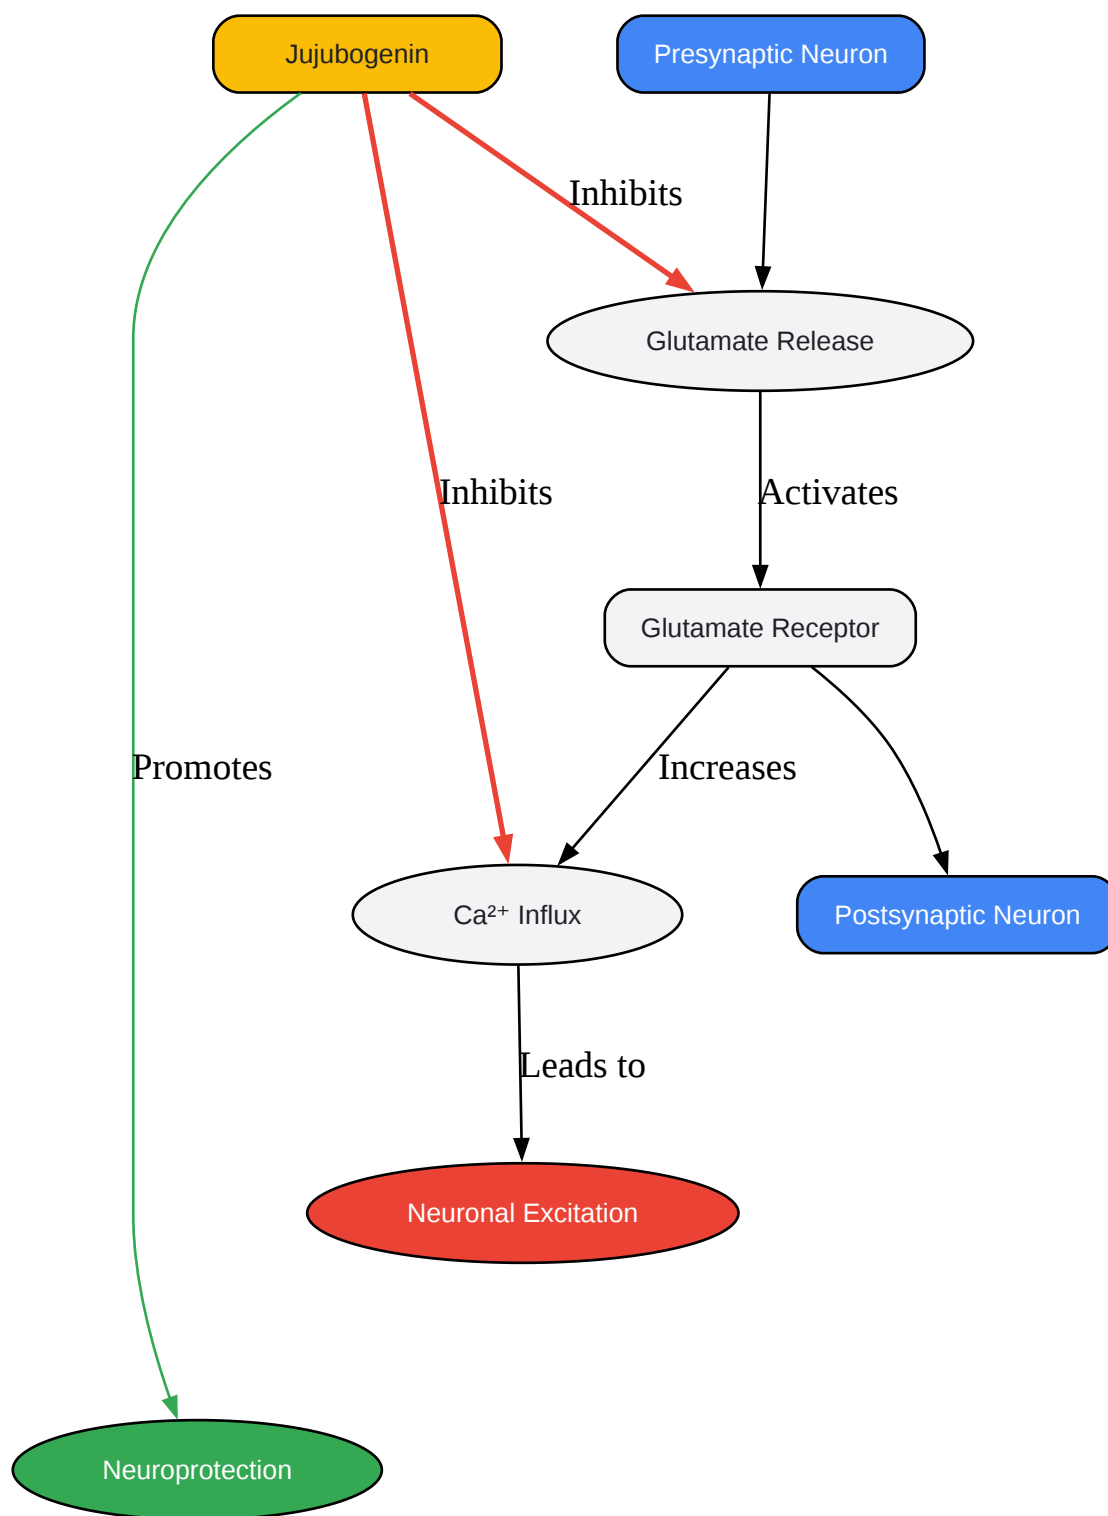 Jujubogenin
Presynaptic Neuron
Inhibits
Glutamate Release
Inhibits
Activates
Glutamate Receptor
Promotes
Increases
Ca²⁺ Influx
Postsynaptic Neuron
Leads to
Neuronal Excitation
Neuroprotection